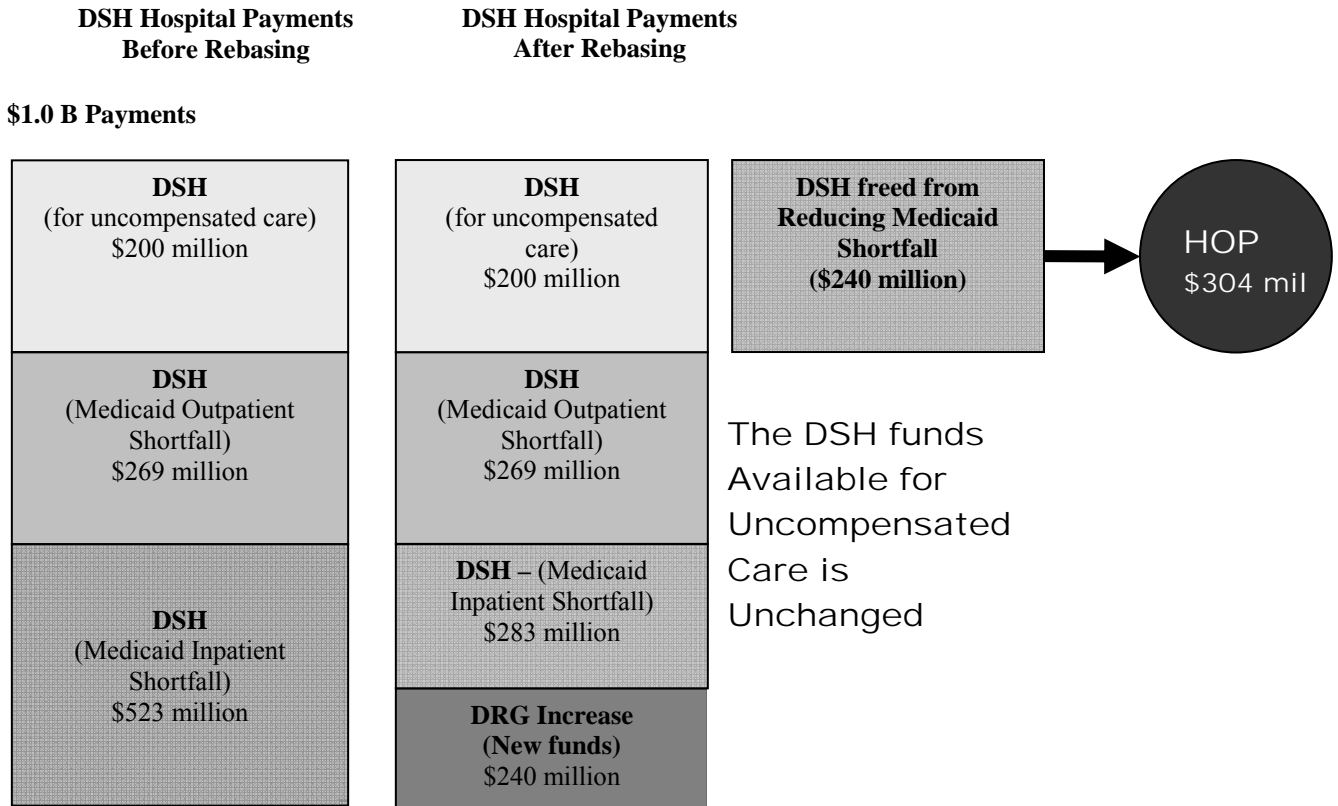 DSH Hospital Payments
Before Rebasing
DSH Hospital Payments
After Rebasing
$1.0 B Payments
DSH
(for uncompensated care)
$200 million
DSH
(Medicaid Outpatient
Shortfall)
$269 million
DSH
(Medicaid Inpatient
Shortfall)
$523 million
DSH
(for uncompensated
care)
$200 million
DSH
(Medicaid Outpatient
Shortfall)
$269 million
DSH – (Medicaid
Inpatient Shortfall)
$283 million
DRG Increase
(New funds)
$240 million
DSH freed from
Reducing Medicaid
Shortfall
($240 million)
HOP
$304 mil
The DSH funds
Available for
Uncompensated
Care is
Unchanged